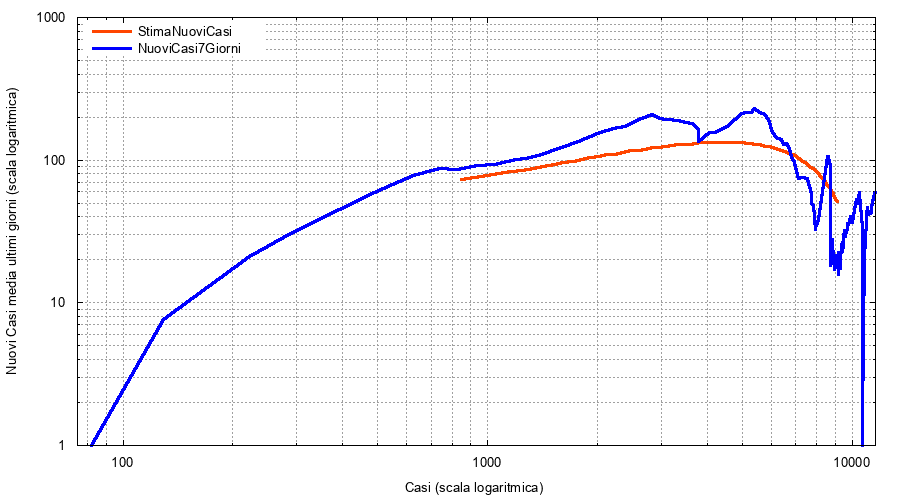 1000
StimaNuoviCasi
NuoviCasi7Giorni
100
10
1
Nuovi Casi media ultimi giorni (scala logaritmica)
100
1000
10000
Casi (scala logaritmica)